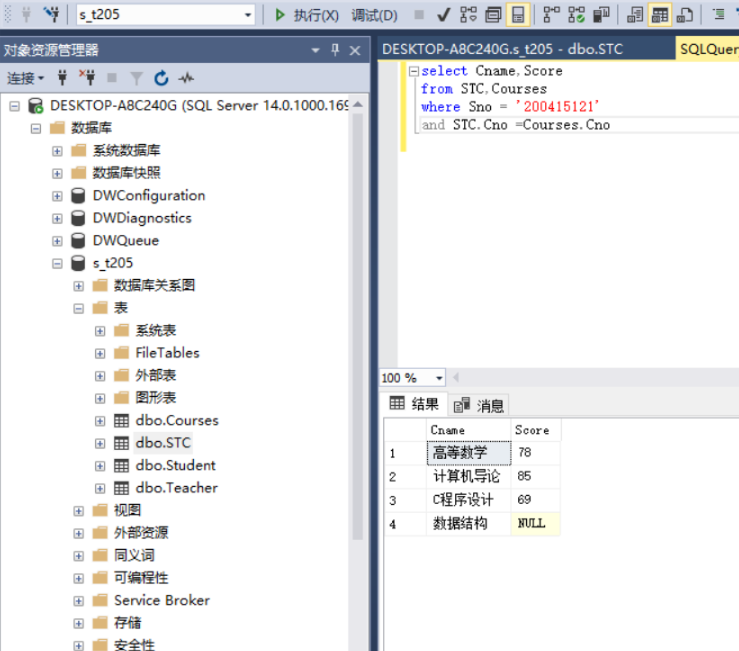 s_t205
执行(X) 调试(D)
对象资源管理器
连接
DESKTOP-A8C240G (SQL Server 14.0.1000.169
数据库
系统数据库
数据库快照
DWConfiguration
DWDiagnostics
DWQueue
s_t205
数据库关系图
表
系统表
FileTables
外部表
图形表
dbo.Courses
dbo.STC
dbo.Student
dbo.Teacher
视图
外部资源
同义词
可编程性
Service Broker
存储
安全性
DESKTOP-A8C240G.s_t205 - dbo.STC
SQLQuer
select Cname,Score
from STC,Courses
where Sno = '200415121'
and STC.Cno =Courses.Cno
100 %
结果 消息
Cname Score
1 高等数学 78
2 计算机导论 85
3 C程序设计 69
4 数据结构 NULL